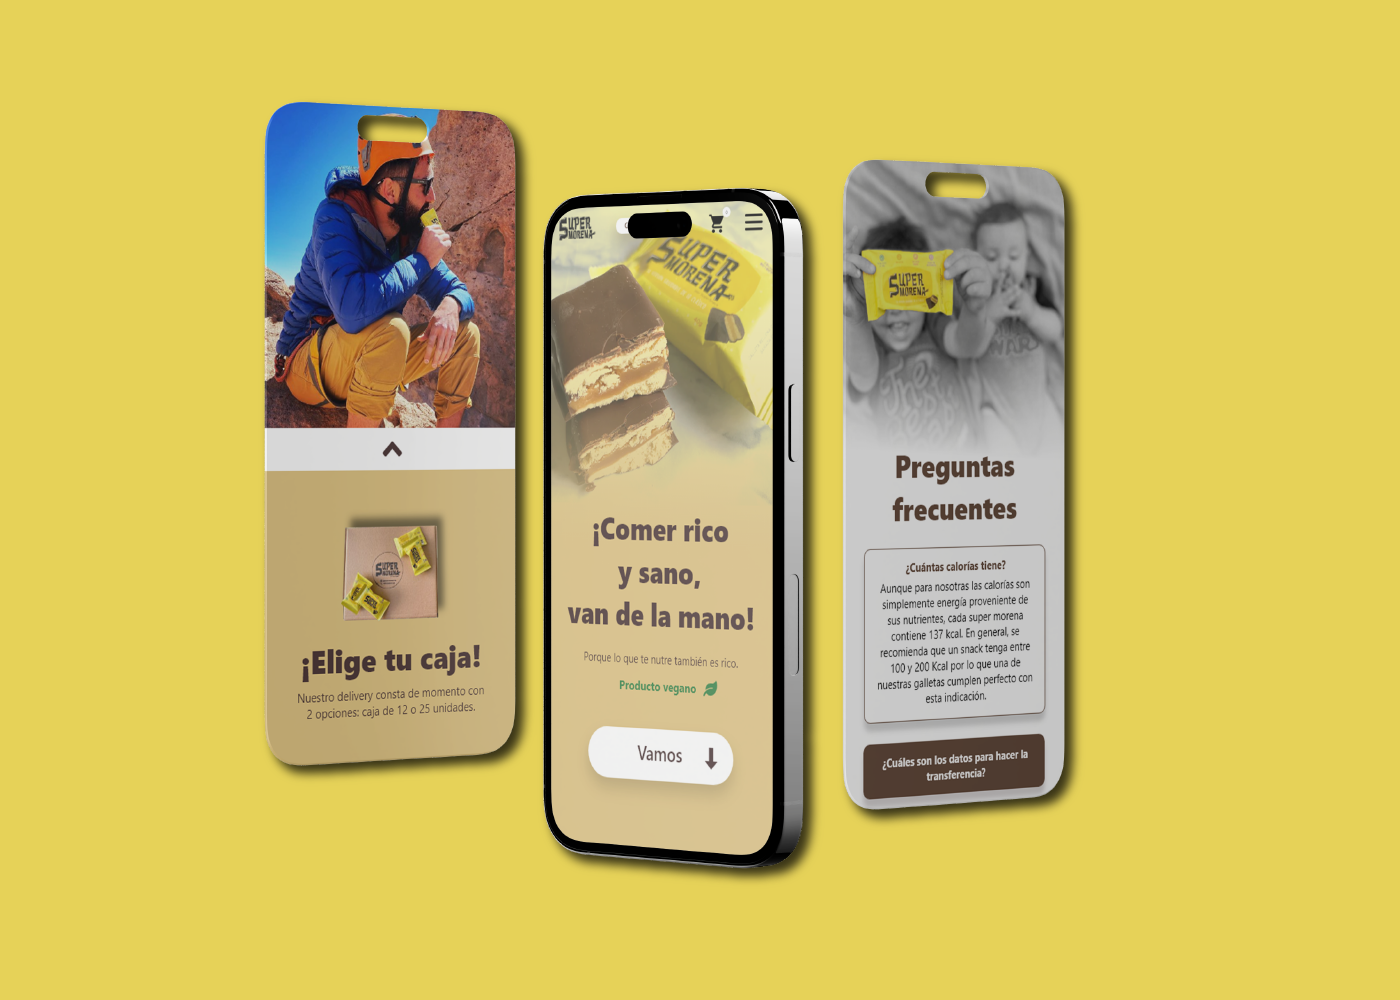 SUPER
MORENA
¡Elige tu caja!
Nuestro delivery consta de momento con
2 opciones: caja de 12 o 25 unidades.
SUPER
MORENA
SUPER
MORENA
¡Comer rico
y sano,
van de la mano!
Porque lo que te nutre también es rico.
Producto vegano
Vamos
SUPER
MORENA
Preguntas
frecuentes
¿Cuántas calorías tiene?
Aunque para nosotras las calorías son
simplemente energía proveniente de
sus nutrientes, cada super morena
contiene 137 kcal. En general, se
recomienda que un snack tenga entre
100 y 200 Kcal por lo que una de
nuestras galletas cumplen perfecto con
esta indicación.
¿Cuáles son los datos para hacer la
transferencia?